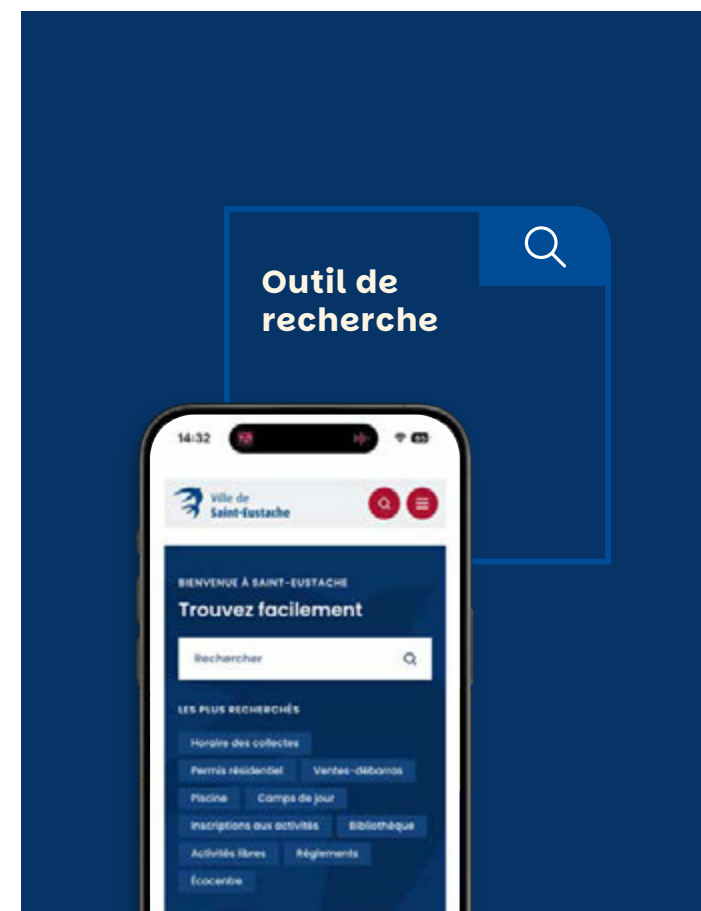 Outil de
recherche
14:32
Ville de
Saint-Eustache
BIENVENUE À SAINT-EUSTACHE
Trouvez facilement
Rechercher
LES PLUS RECHERCHÉS
Horaire des collectes
Permis résidentiel Ventes-débarras
Piscine Camps de jour
Inscriptions aux activités Bibliothèque
Activités libres Règlements
Écocentre